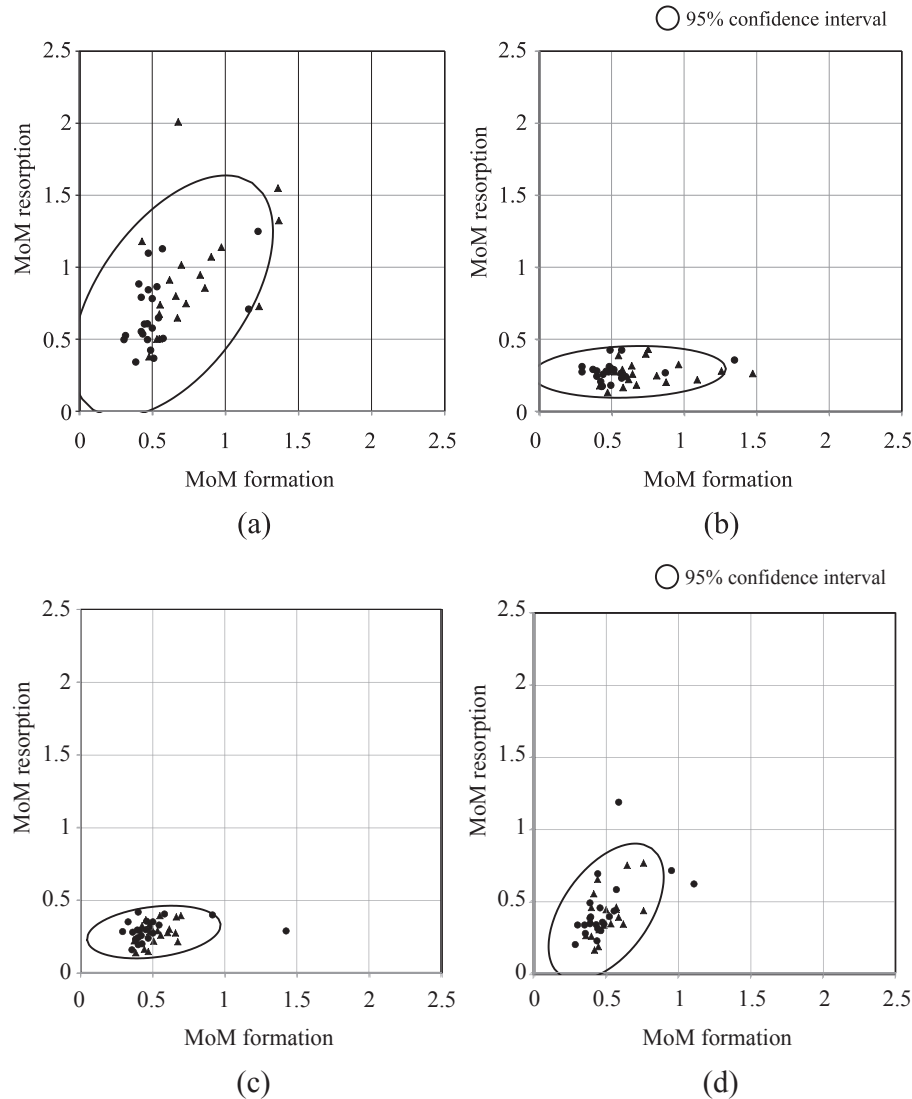 95% confidence interval
2.5
2
1.5
1
0.5
0
0 0.5 1 1.5 2 2.5
MoM resorption
MoM formation
(a)
2.5
2
1.5
1
0.5
0
0 0.5 1 1.5 2 2.5
MoM resorption
MoM formation
(b)
95% confidence interval
2.5
2
1.5
1
0.5
0
0 0.5 1 1.5 2 2.5
MoM resorption
MoM formation
(c)
2.5
2
1.5
1
0.5
0
0 0.5 1 1.5 2 2.5
MoM resorption
MoM formation
(d)